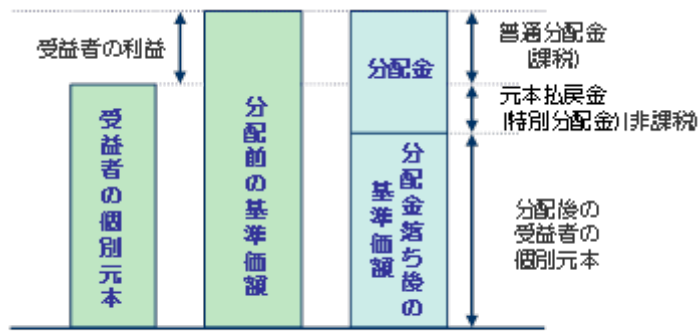 受益者の利益
受益者の個別元本
分配前の基準価額
分配金
分配金落ち後の
基準価額
普通分配金
(課税)
元本払戻金
(特別分配金)(非課税)
分配後の
受益者の
個別元本